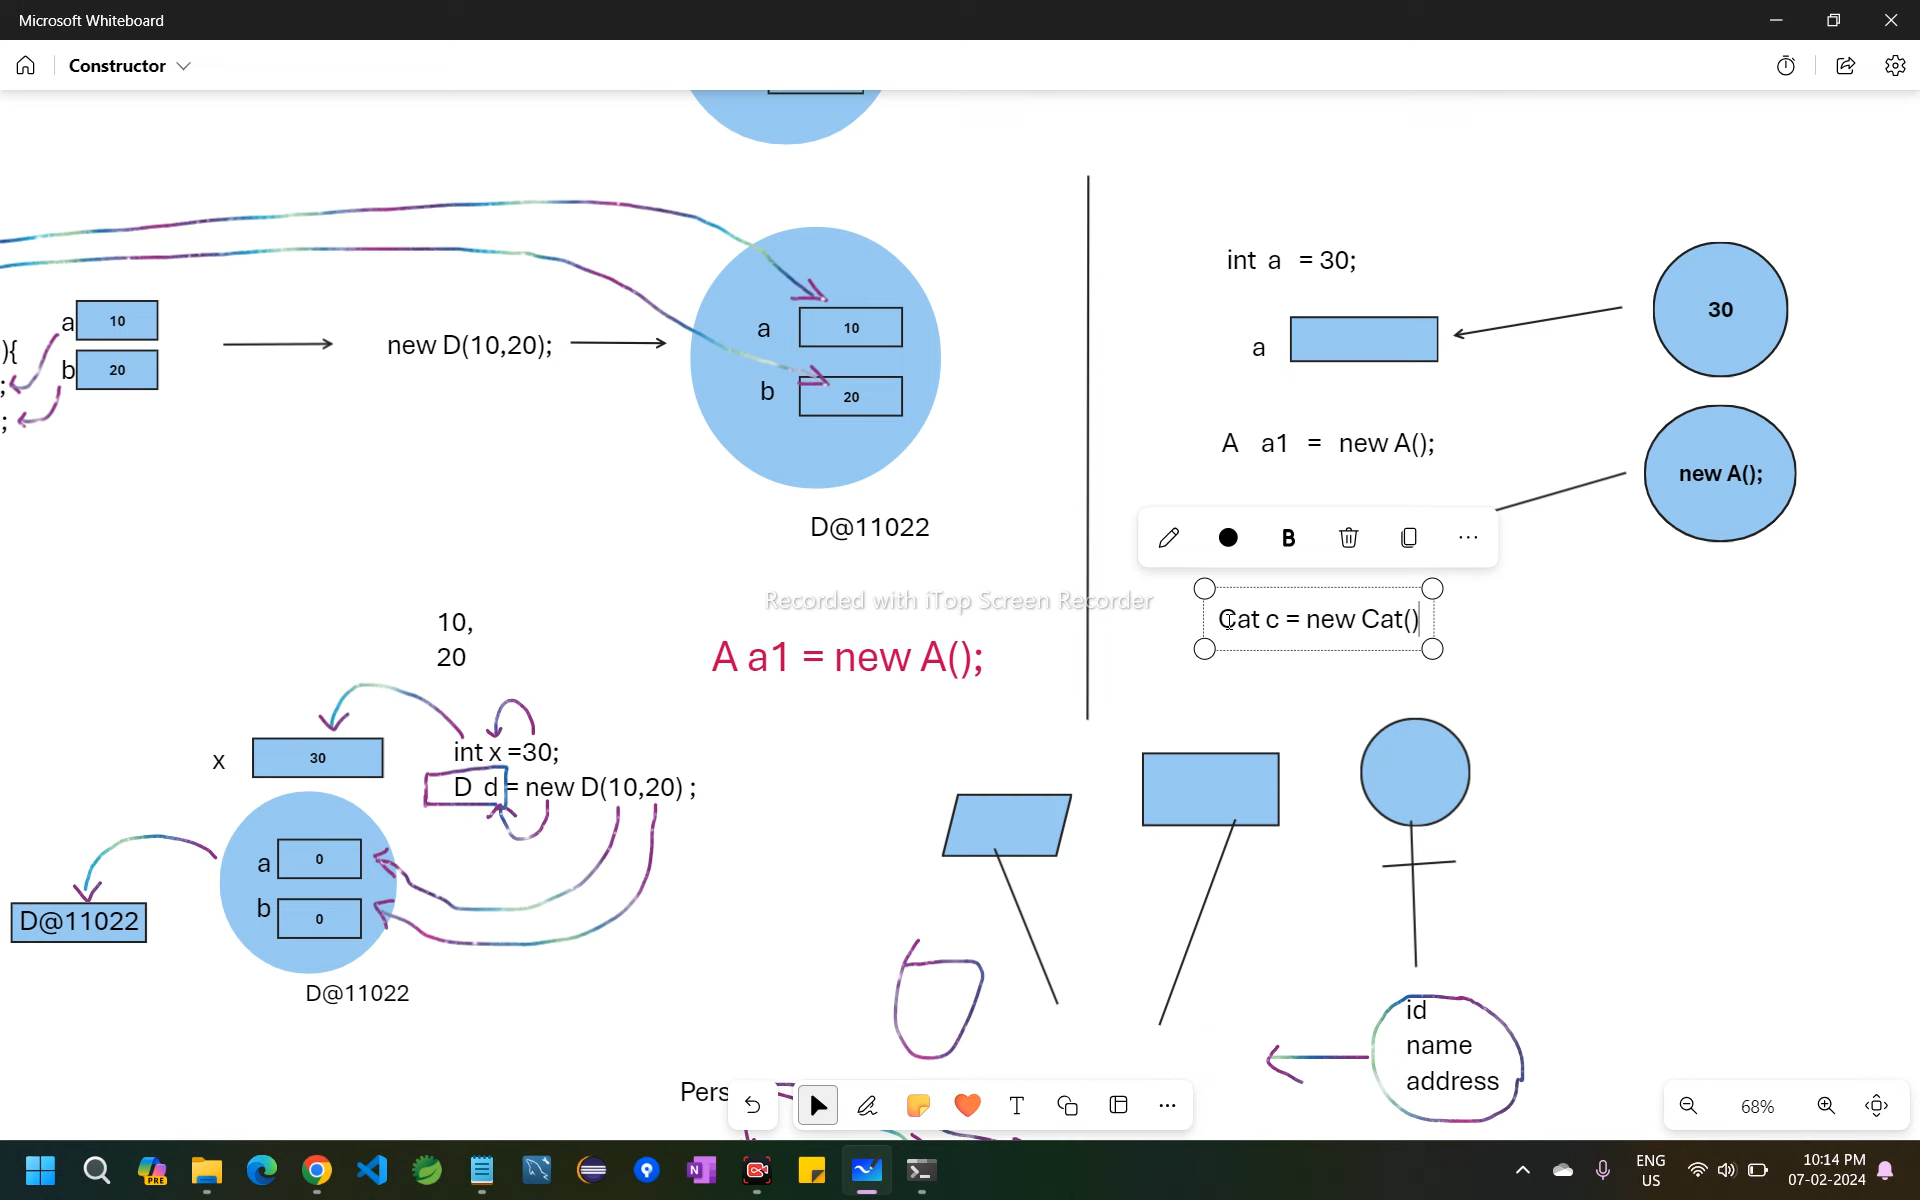 Microsoft Whiteboard
Constructor
int a = 30;
30
a
A a1 = new A();
new A();
a
10
){
b
20
;
;
new D(10,20);
a
10
b
20
D@11022
B
Cat c = new Cat()
Recorded with iTop Screen Recorder
10,
20
A a1 = new A();
x
30
int x =30;
D d = new D(10,20) ;
a
0
b
0
D@11022
D@11022
id
name
address
Pers
T
68%
PRE
N
ENG
US
10:14 PM
07-02-2024